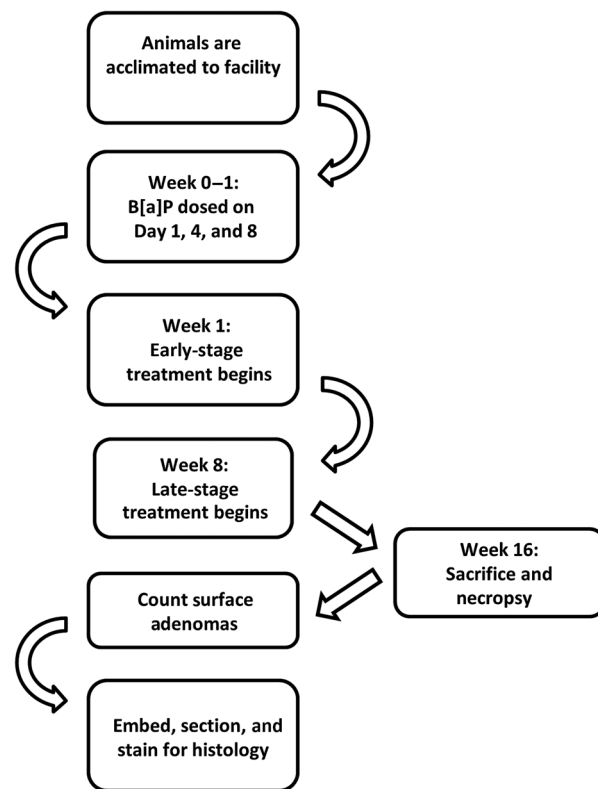 Animals are
acclimated to facility
Week 0–1:
B[a]P dosed on
Day 1, 4, and 8
Week 1:
Early-stage
treatment begins
Week 8:
Late-stage
treatment begins
Week 16:
Sacrifice and
necropsy
Count surface
adenomas
Embed, section, and
stain for histology